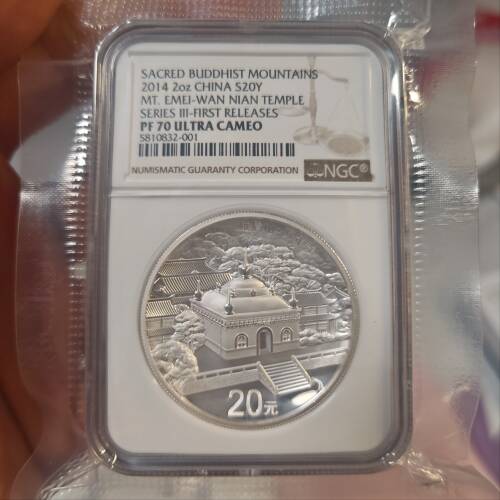 SACRED BUDDHIST MOUNTAINS
2014 2oz CHINA S20Y
MT. EMEI-WAN NIAN TEMPLE
SERIES III-FIRST RELEASES
PF 70 ULTRA CAMEO
5810832-001
NUMISMATIC GUARANTY CORPORATION
NGC®
20元